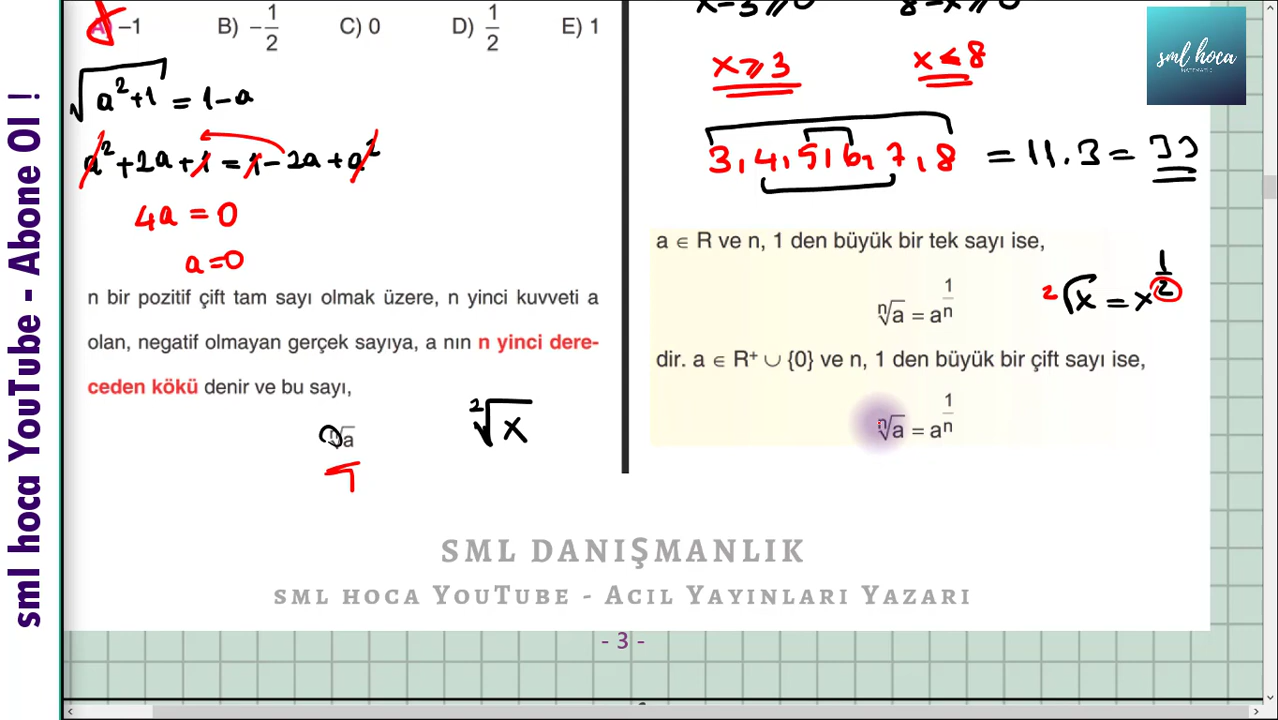 sml hoca YouTube - Abone Ol !
A) −1 B) −1/2 C) 0 D) 1/2 E) 1
√(a²+1) = 1-a
a²+2a+1 = 1-2a+a²
4a = 0
a=0
n bir pozitif çift tam sayı olmak üzere, n yinci kuvveti a
olan, negatif olmayan gerçek sayıya, a nın n yinci dere-
ceden kökü denir ve bu sayı,
ⁿ√a
²√x
x≥3 x≤8
3, 4, 5, 6, 7, 8 = 11.3 = 33
a ∈ R ve n, 1 den büyük bir tek sayı ise,
ⁿ√a = a^(1/n)
²√x = x^(1/2)
dir. a ∈ R⁺ ∪ {0} ve n, 1 den büyük bir çift sayı ise,
ⁿ√a = a^(1/n)
sml hoca
SML DANIŞMANLIK
sml hoca YouTube - Acil Yayınları Yazarı
- 3 -